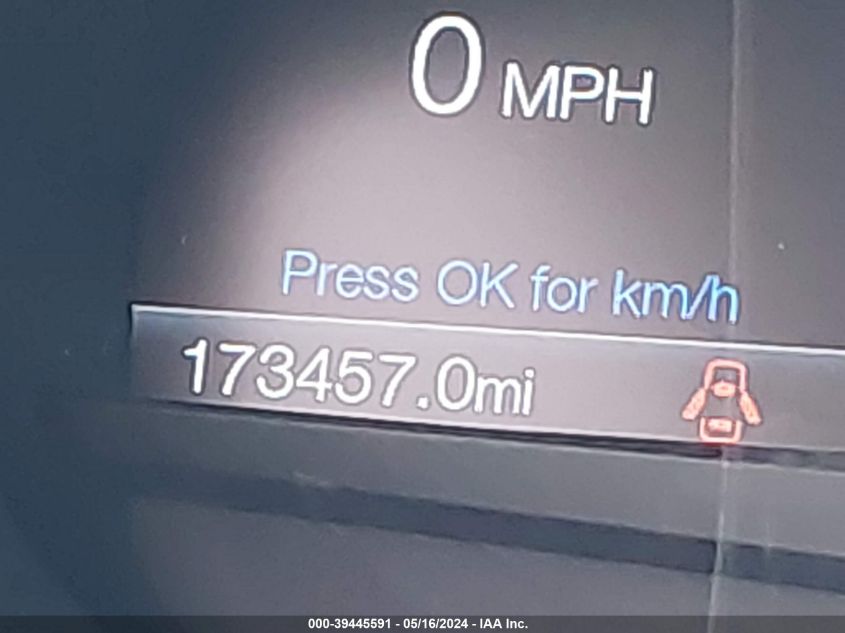 0 MPH
Press OK for km/h
173457.0mi
000-39445591 - 05/16/2024 - IAA Inc.